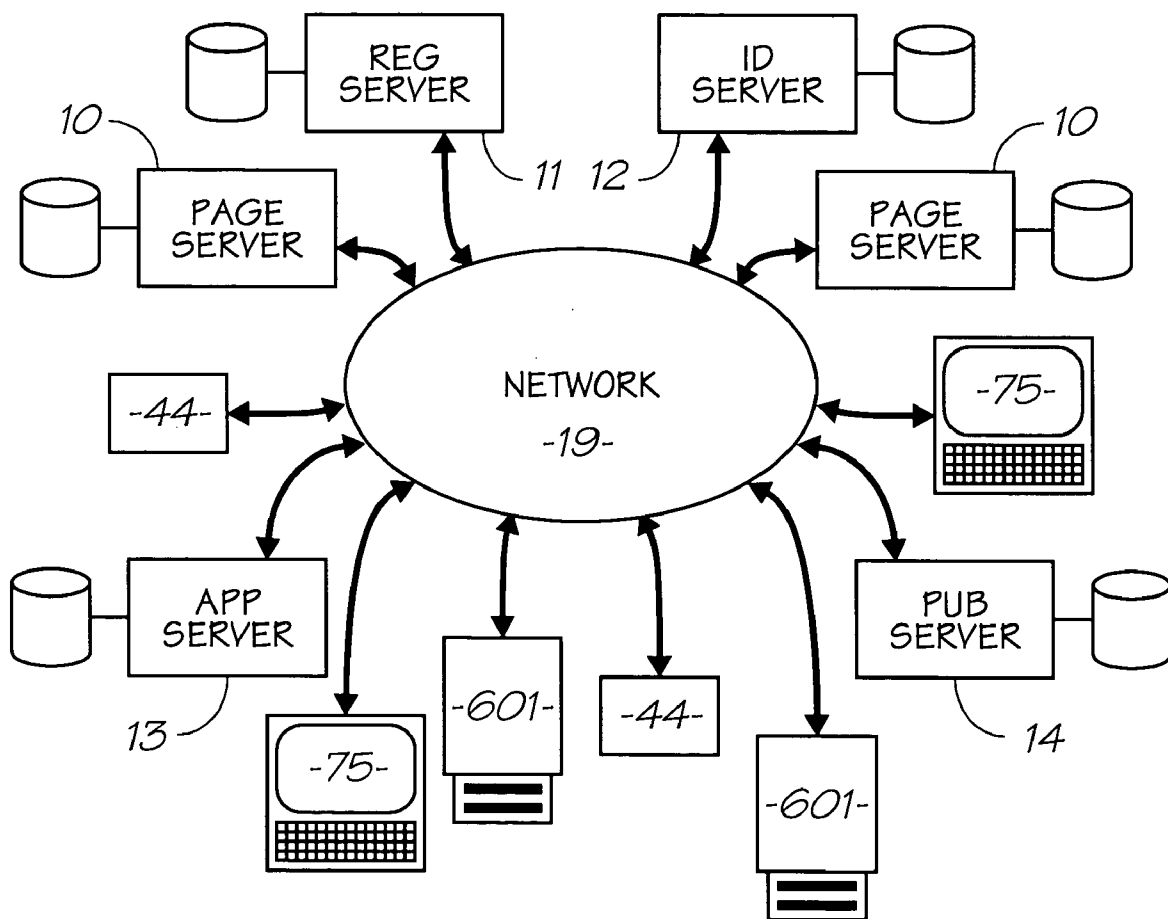 REG
SERVER
ID
SERVER
10
11
12
10
PAGE
SERVER
PAGE
SERVER
NETWORK
-19-
-44-
-75-
APP
SERVER
PUB
SERVER
-601-
-44-
13
14
-75-
-601-